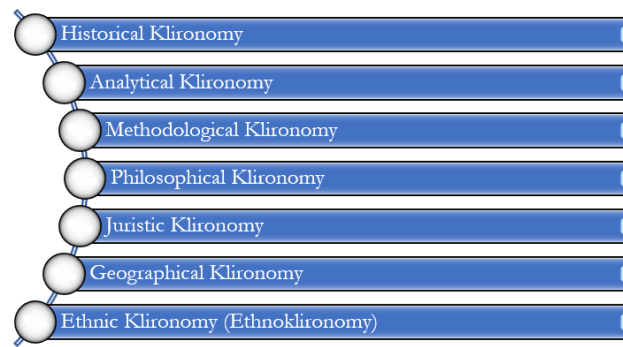 Historical Klironomy
Analytical Klironomy
Methodological Klironomy
Philosophical Klironomy
Juristic Klironomy
Geographical Klironomy
Ethnic Klironomy (Ethnoklironomy)